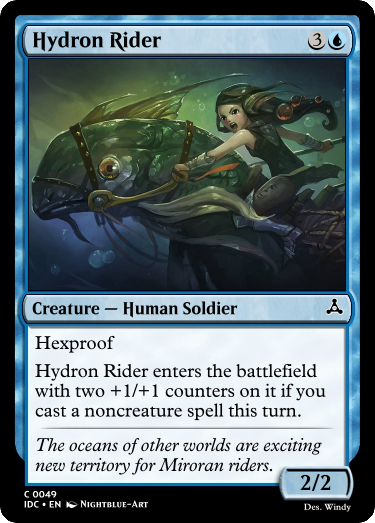 Hydron Rider 3
Creature — Human Soldier
Hexproof
Hydron Rider enters the battlefield
with two +1/+1 counters on it if you
cast a noncreature spell this turn.
The oceans of other worlds are exciting
new territory for Miroran riders.
2/2
C 0049
IDC • EN Nightblue-Art
Des. Windy